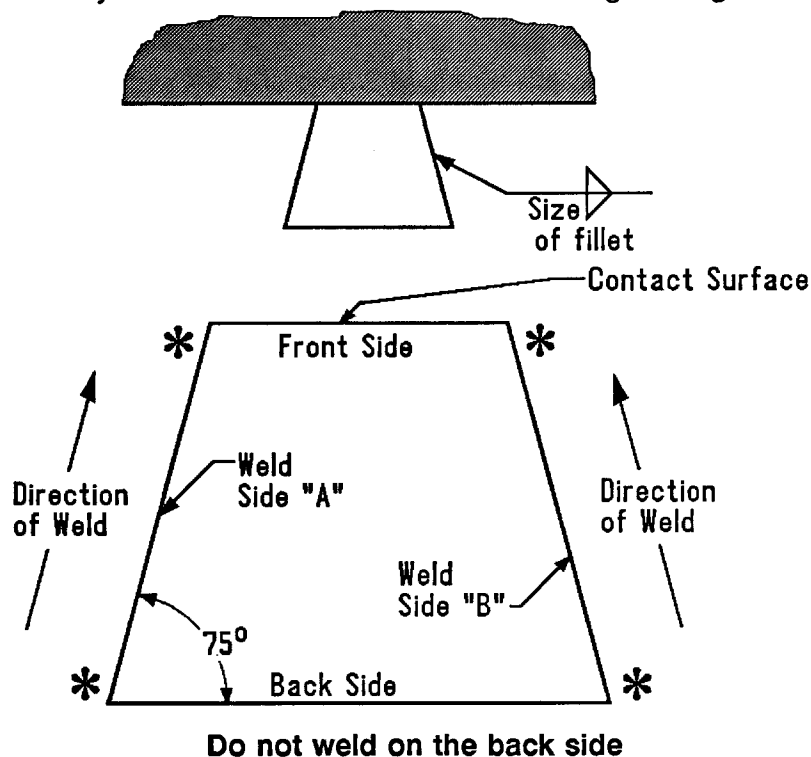 Size
of fillet
Contact Surface
* Front Side *
Weld
Side "A"
Direction
of Weld
Direction
of Weld
Weld
Side "B"
75°
* Back Side *
Do not weld on the back side